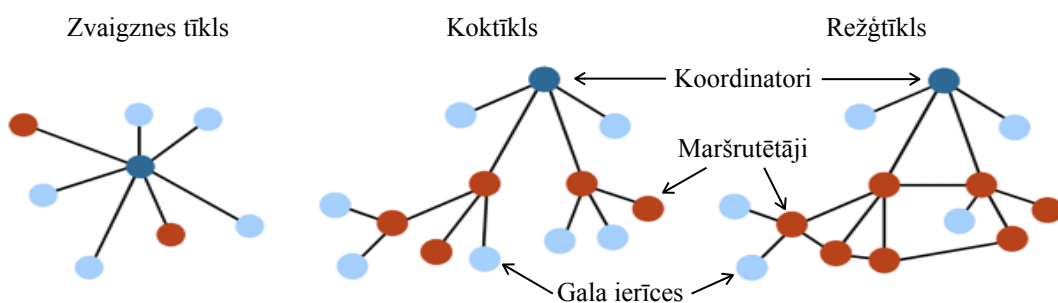 Zvaigznes tīkls
Koktīkls
Režģtīkls
Koordinatori
Maršrutētāji
Gala ierīces